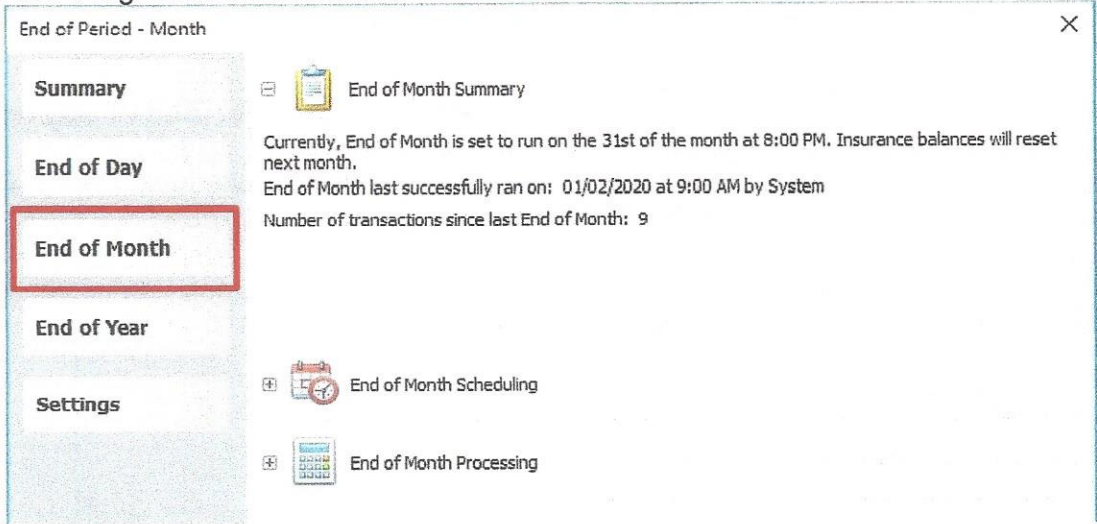 End of Period - Month
Summary
End of Day
End of Month
End of Year
Settings
End of Month Summary
Currently, End of Month is set to run on the 31st of the month at 8:00 PM. Insurance balances will reset
next month.
End of Month last successfully ran on: 01/02/2020 at 9:00 AM by System
Number of transactions since last End of Month: 9
End of Month Scheduling
End of Month Processing